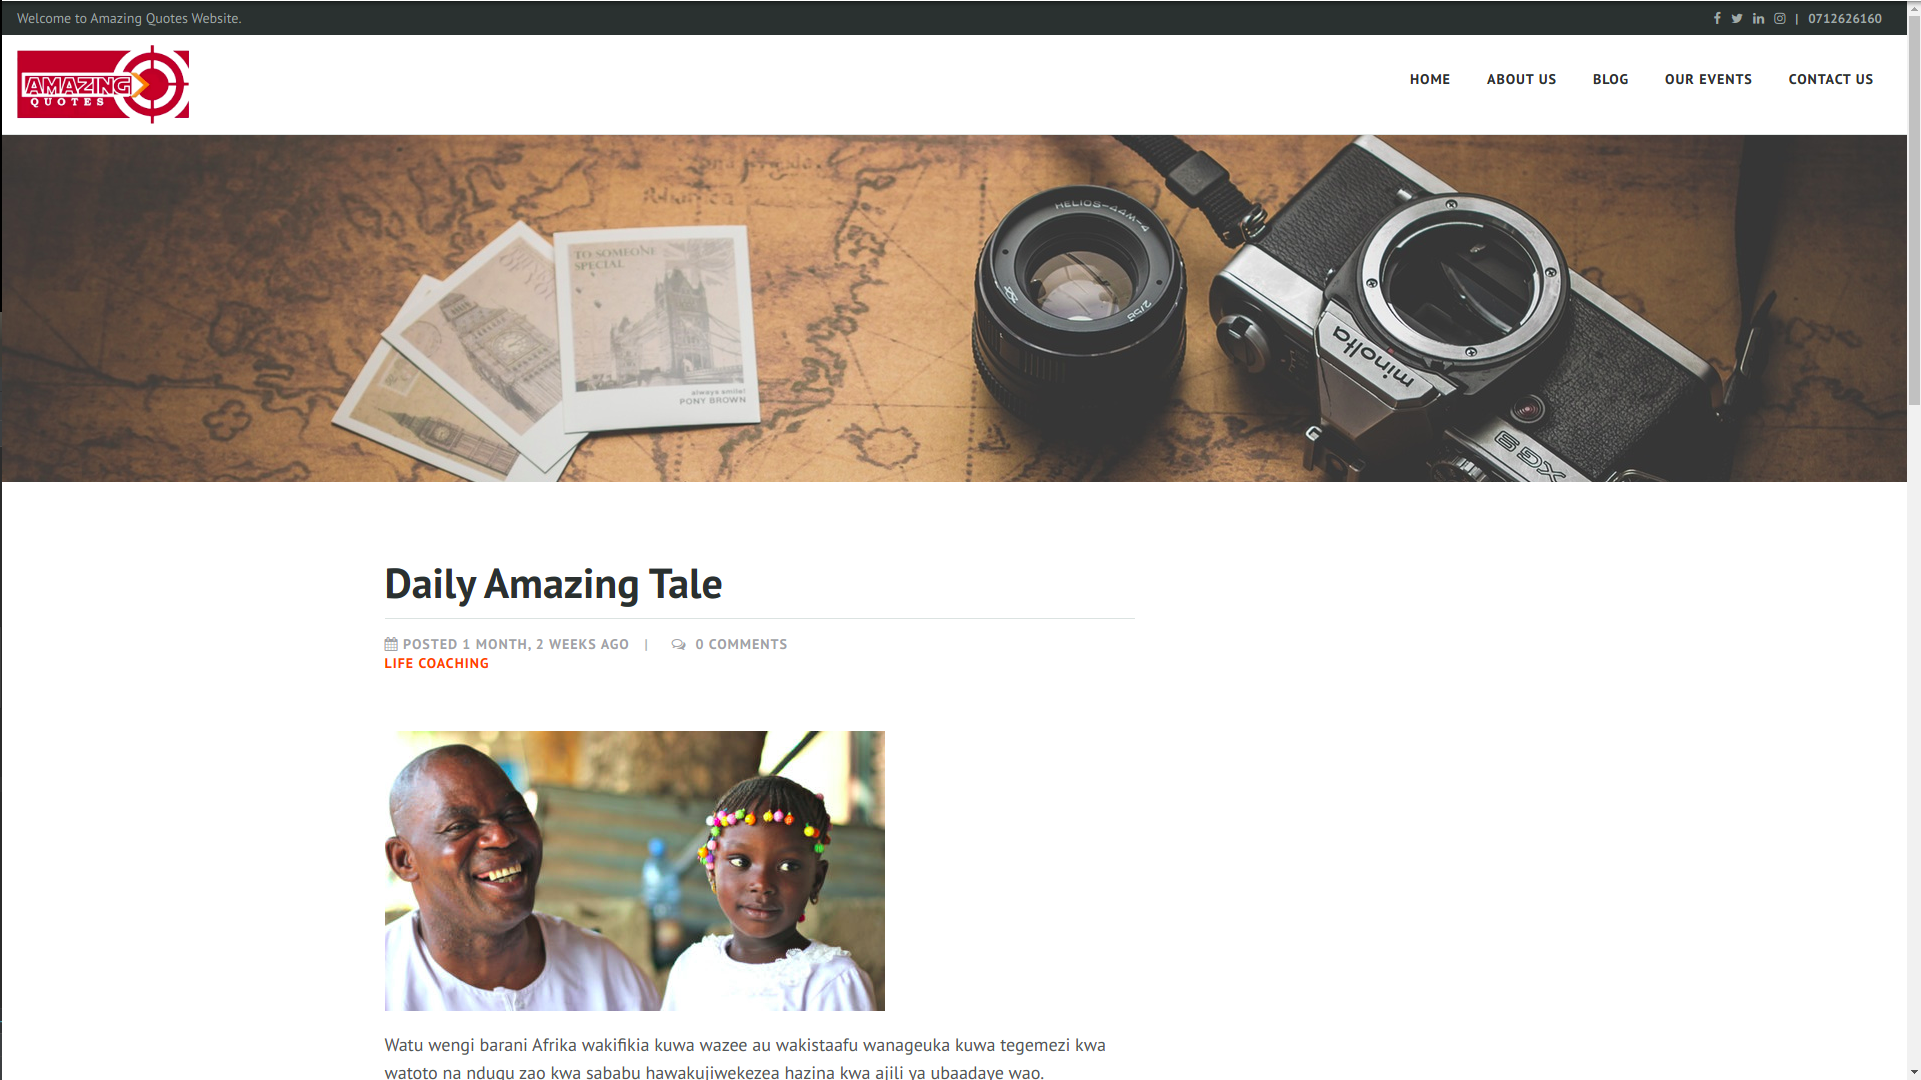 Welcome to Amazing Quotes Website.
| 0712626160
AMAZING
QUOTES
HOME ABOUT US BLOG OUR EVENTS CONTACT US
TO SOMEONE
SPECIAL
always smile!
PONY BROWN
HELIOS-44M-4
2/58
minolta
XG
Daily Amazing Tale
POSTED 1 MONTH, 2 WEEKS AGO | 0 COMMENTS
LIFE COACHING
Watu wengi barani Afrika wakifikia kuwa wazee au wakistaafu wanageuka kuwa tegemezi kwa
watoto na ndugu zao kwa sababu hawakujiwekezea hazina kwa ajili ya ubaadaye wao.